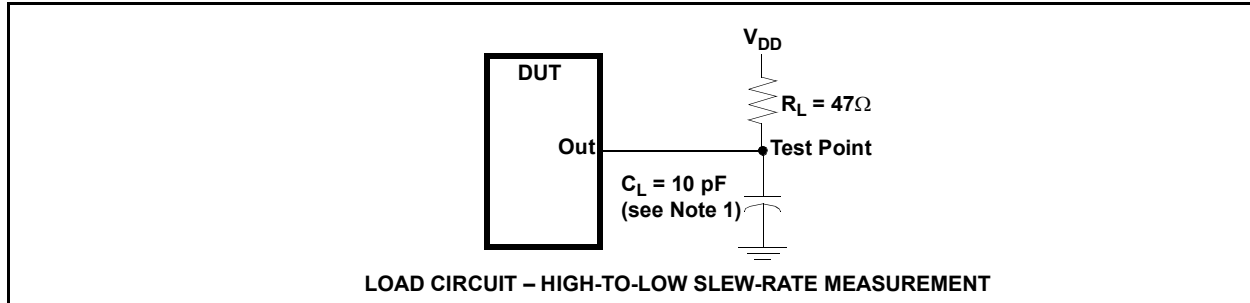 V_DD
DUT
R_L = 47Ω
Out
Test Point
C_L = 10 pF
(see Note 1)
LOAD CIRCUIT – HIGH-TO-LOW SLEW-RATE MEASUREMENT